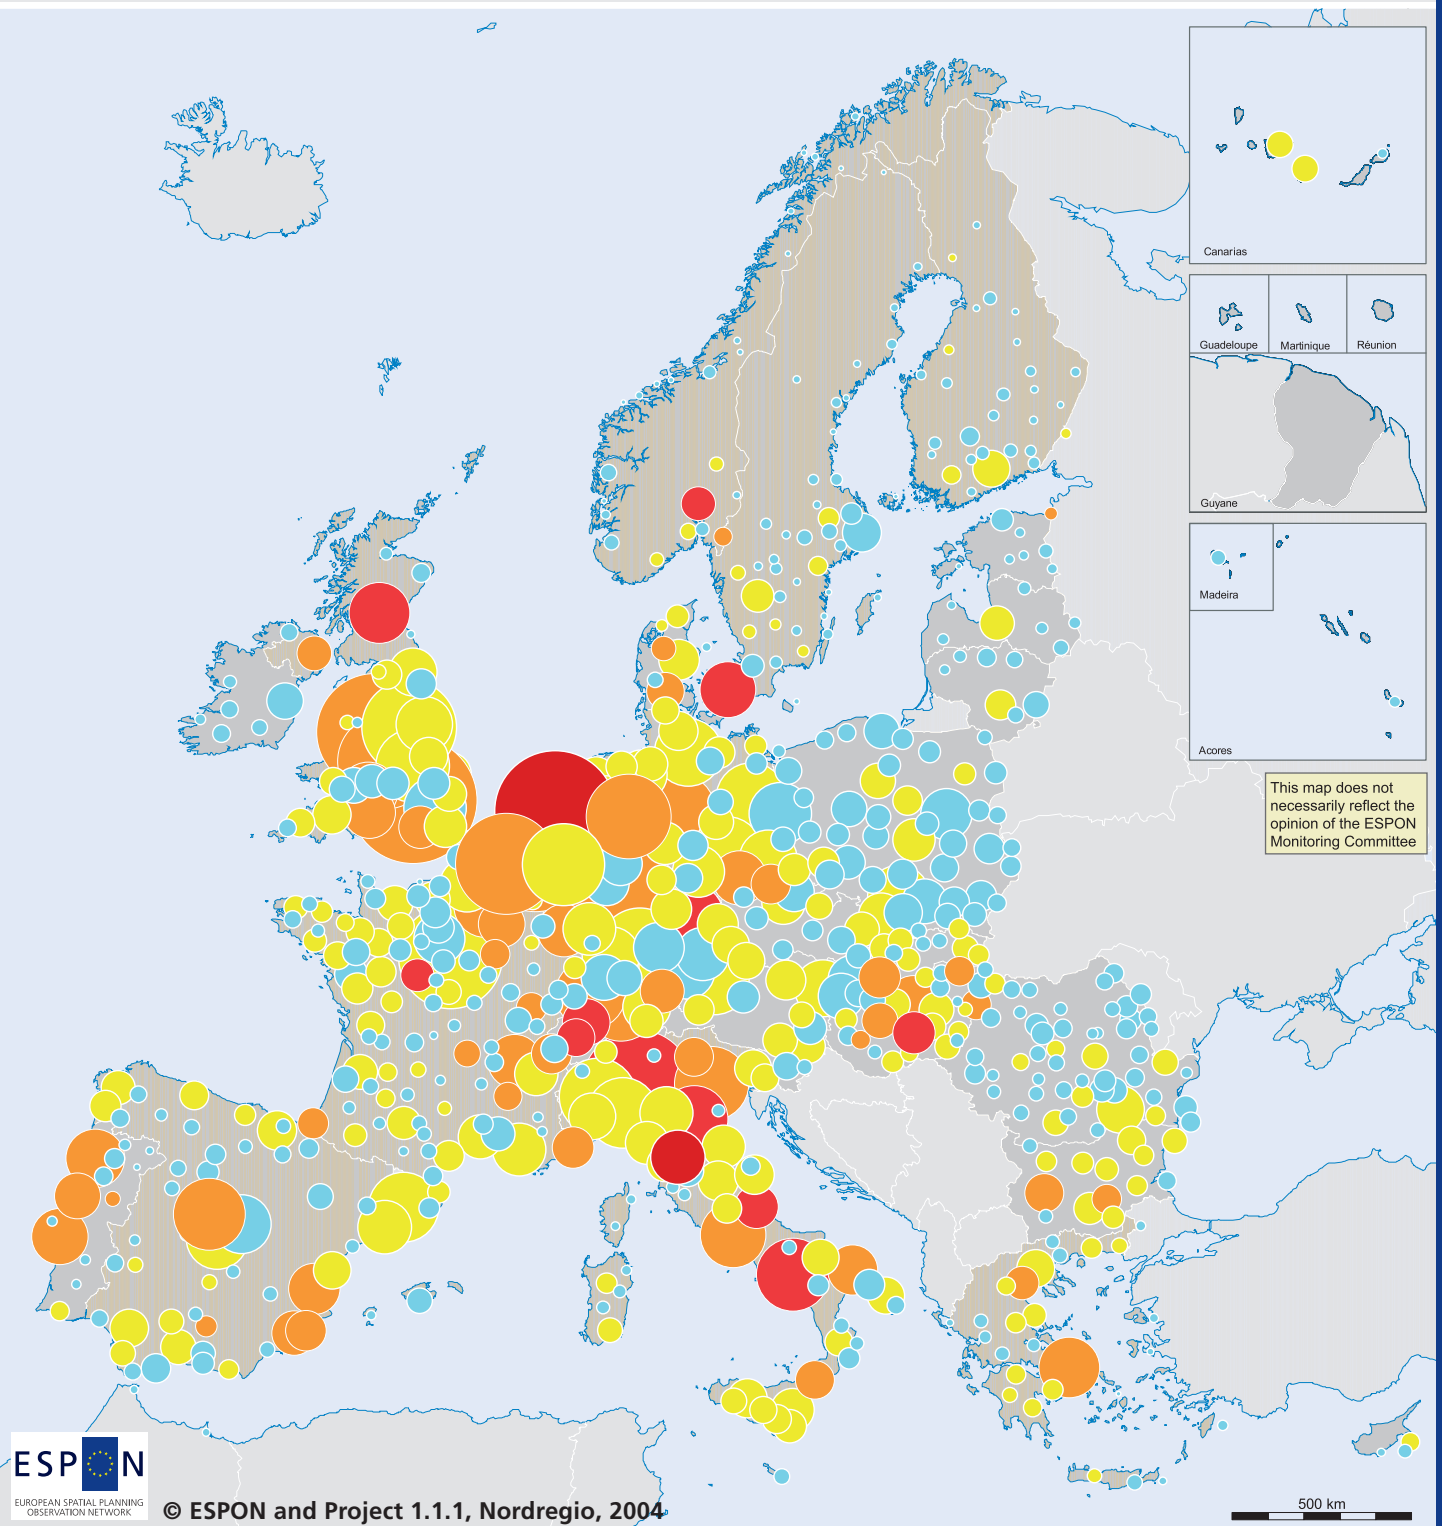 Canarias
Guadeloupe
Martinique
Réunion
Guyane
Madeira
Acores
This map does not
necessarily reflect the
opinion of the ESPON
Monitoring Committee
ESPON
EUROPEAN SPATIAL PLANNING
OBSERVATION NETWORK
© ESPON and Project 1.1.1, Nordregio, 2004
500 km